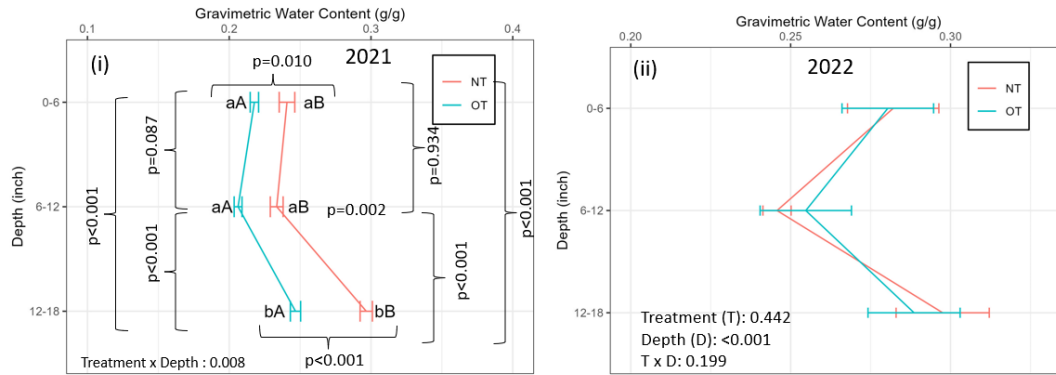 Gravimetric Water Content (g/g)
0.1 0.2 0.3 0.4
(i)
p=0.010
2021
NT
OT
0-6
aA
aB
p=0.087
p=0.934
p<0.001
p<0.001
Depth (inch)
6-12
aA
aB
p=0.002
p<0.001
p<0.001
12-18
bA
bB
p<0.001
Treatment x Depth : 0.008
Gravimetric Water Content (g/g)
0.20 0.25 0.30
(ii)
2022
NT
OT
0-6
Depth (inch)
6-12
12-18
Treatment (T): 0.442
Depth (D): <0.001
T x D: 0.199